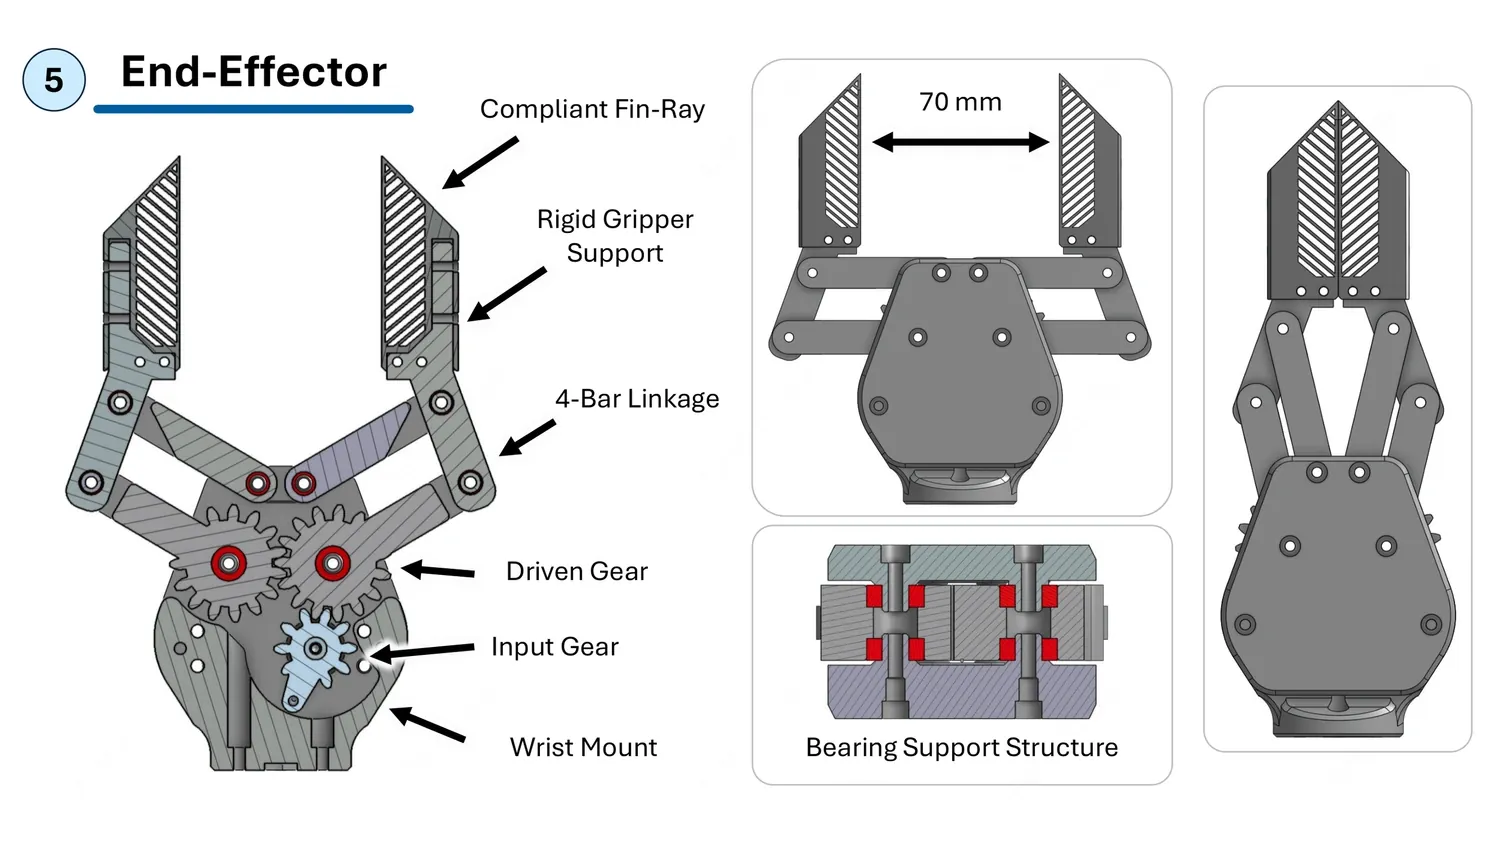 5
End-Effector
Compliant Fin-Ray
Rigid Gripper
Support
4-Bar Linkage
Driven Gear
Input Gear
Wrist Mount
70 mm
Bearing Support Structure